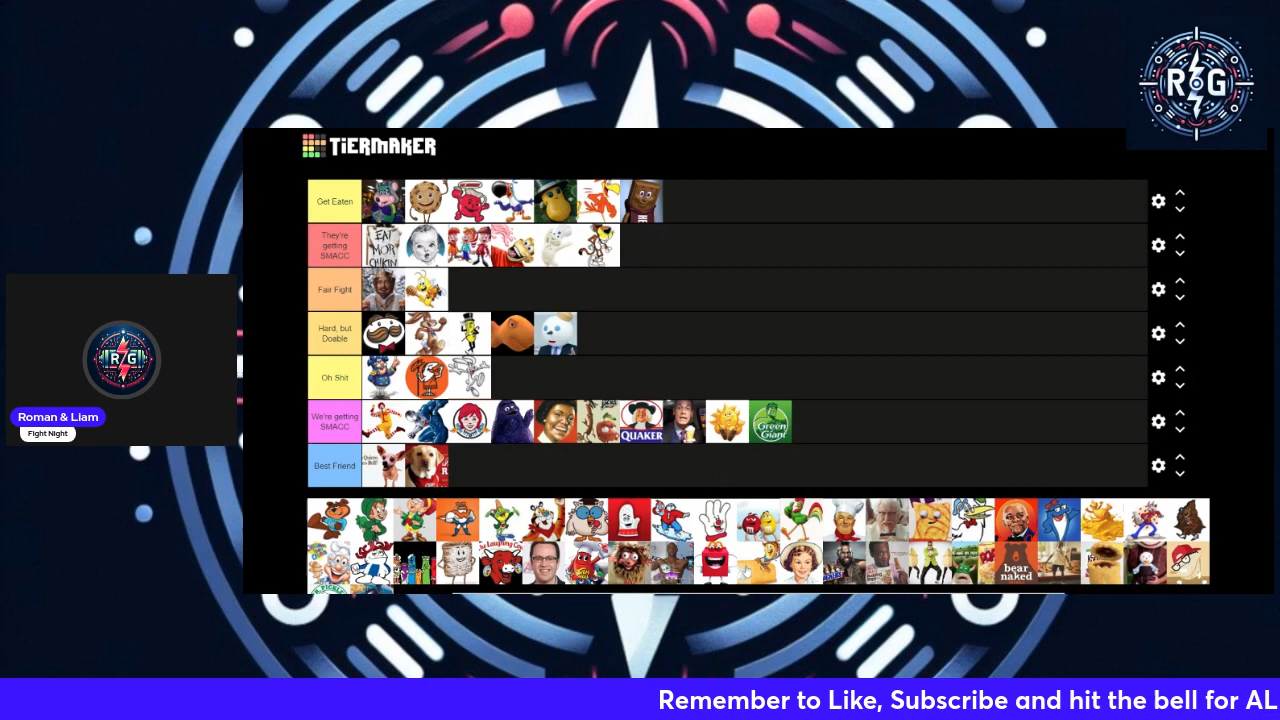 R G
TiERMAKER
Get Eaten
They're
getting
SMACC
EAT
MOR
CHIKIN
Fair Fight
Hard, but
Doable
Oh Shit
We're getting
SMACC
QUAKER
Green
Giant
Best Friend
RG
Roman & Liam
Fight Night
bear
naked
Remember to Like, Subscribe and hit the bell for AL